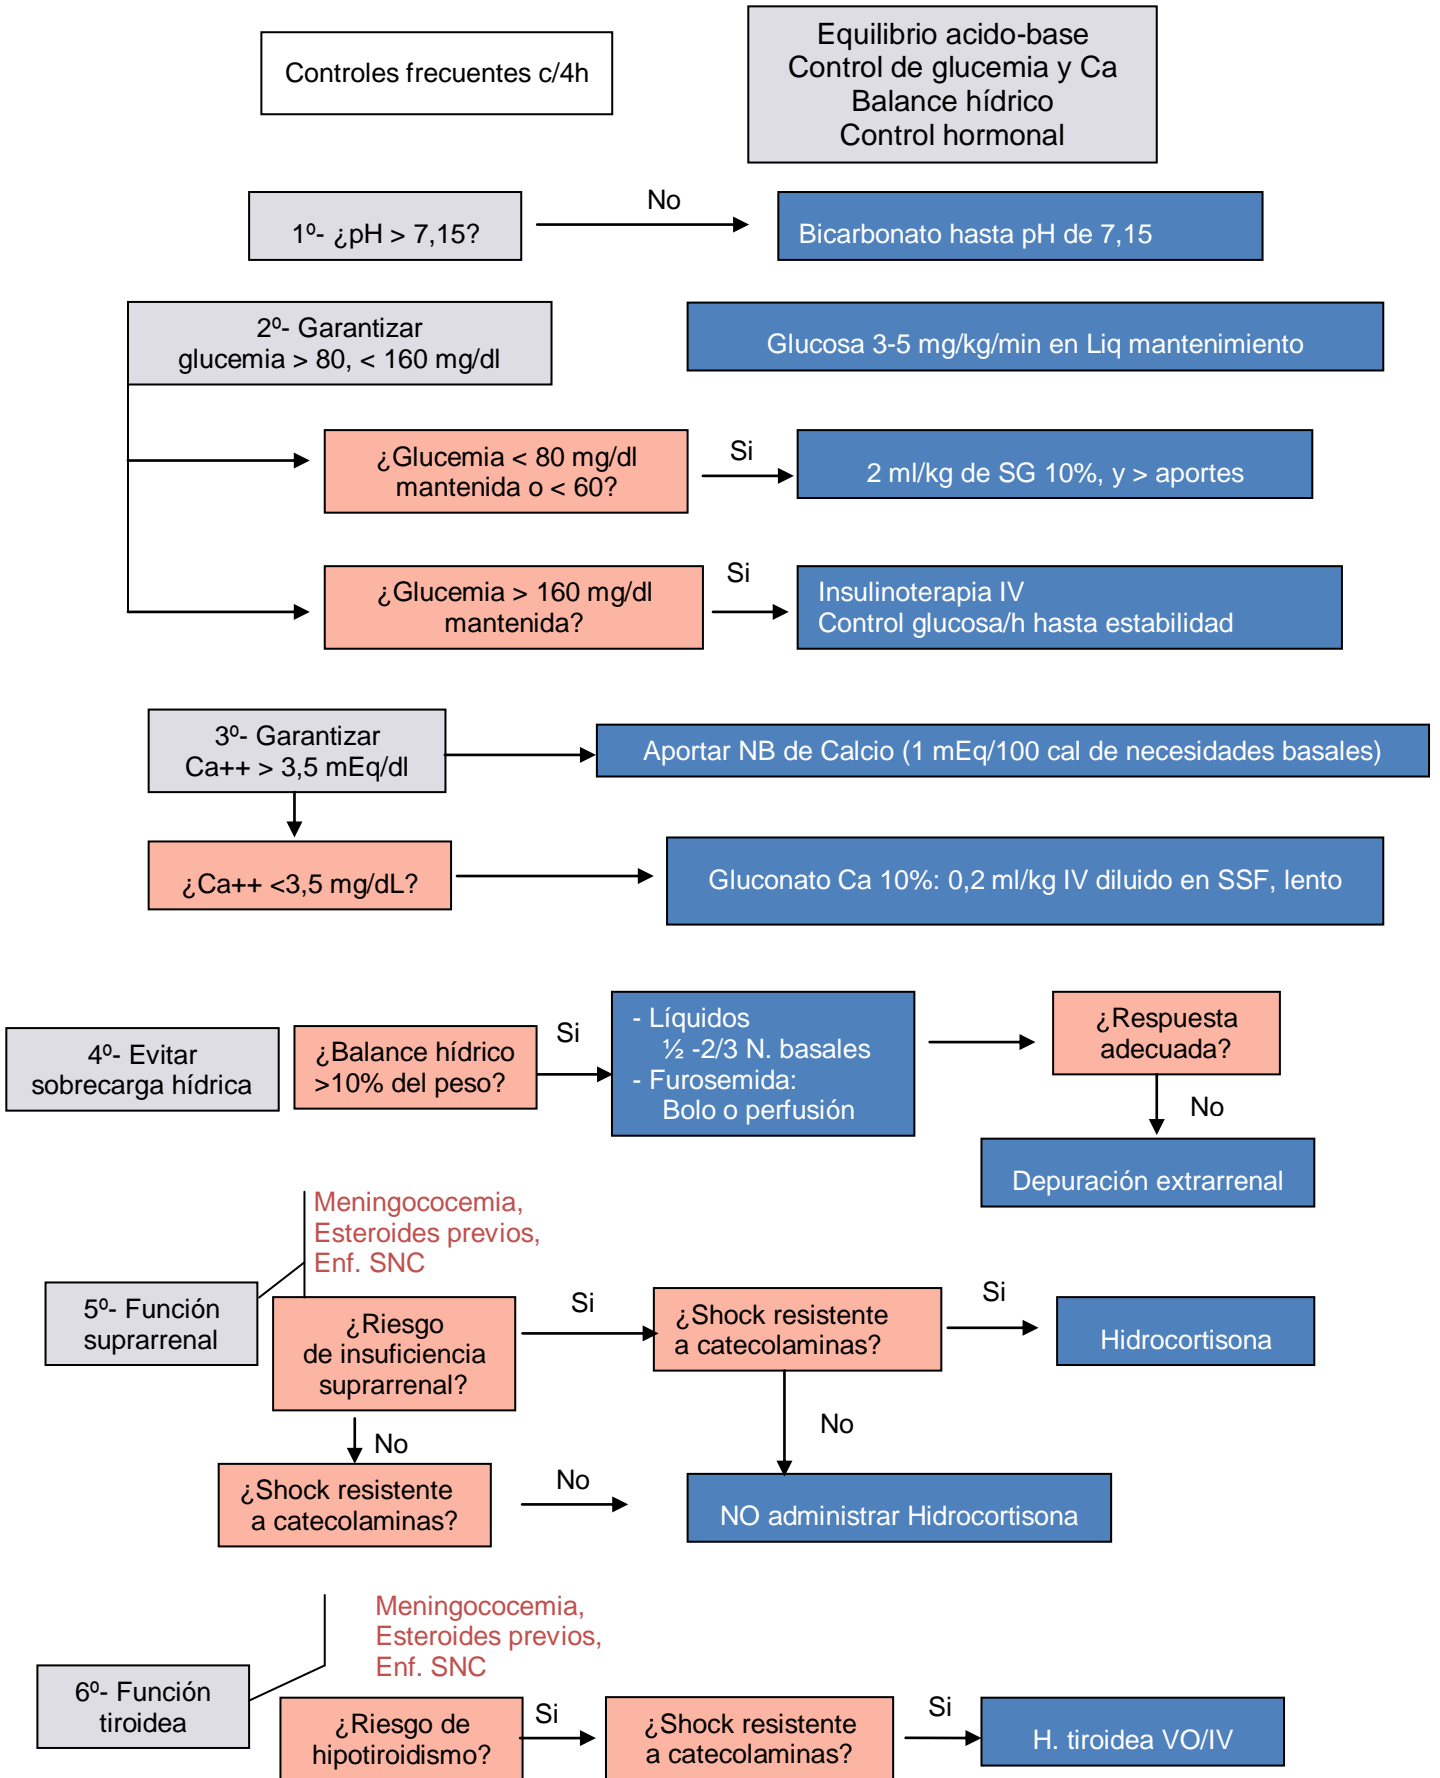 Controles frecuentes c/4h
Equilibrio acido-base
Control de glucemia y Ca
Balance hídrico
Control hormonal
1º- ¿pH > 7,15?
No
Bicarbonato hasta pH de 7,15
2º- Garantizar
glucemia > 80, < 160 mg/dl
Glucosa 3-5 mg/kg/min en Liq mantenimiento
¿Glucemia < 80 mg/dl
mantenida o < 60?
Si
2 ml/kg de SG 10%, y > aportes
¿Glucemia > 160 mg/dl
mantenida?
Si
Insulinoterapia IV
Control glucosa/h hasta estabilidad
3º- Garantizar
Ca++ > 3,5 mEq/dl
Aportar NB de Calcio (1 mEq/100 cal de necesidades basales)
¿Ca++ <3,5 mg/dL?
Gluconato Ca 10%: 0,2 ml/kg IV diluido en SSF, lento
4º- Evitar
sobrecarga hídrica
¿Balance hídrico
>10% del peso?
Si
- Líquidos
½ -2/3 N. basales
- Furosemida:
Bolo o perfusión
¿Respuesta
adecuada?
No
Depuración extrarrenal
Meningococemia,
Esteroides previos,
Enf. SNC
5º- Función
suprarrenal
¿Riesgo
de insuficiencia
suprarrenal?
Si
¿Shock resistente
a catecolaminas?
Si
Hidrocortisona
No
No
¿Shock resistente
a catecolaminas?
No
NO administrar Hidrocortisona
Meningococemia,
Esteroides previos,
Enf. SNC
6º- Función
tiroidea
¿Riesgo de
hipotiroidismo?
Si
¿Shock resistente
a catecolaminas?
Si
H. tiroidea VO/IV